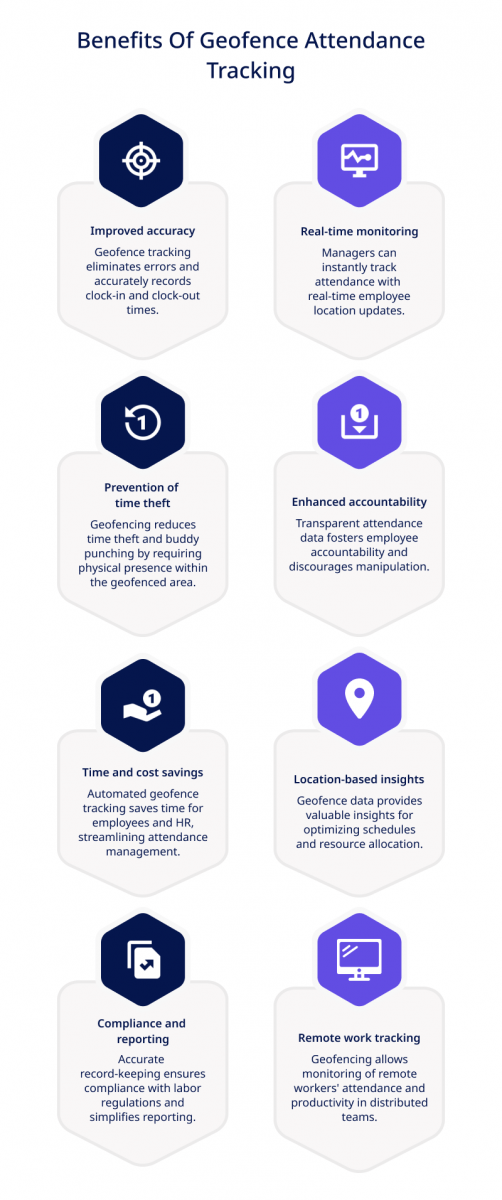 Benefits Of Geofence Attendance
Tracking
Improved accuracy
Geofence tracking
eliminates errors and
accurately records
clock-in and clock-out
times.
Real-time monitoring
Managers can
instantly track
attendance with
real-time employee
location updates.
1
Prevention of
time theft
Geofencing reduces
time theft and buddy
punching by requiring
physical presence within
the geofenced area.
1
Enhanced accountability
Transparent attendance
data fosters employee
accountability and
discourages manipulation.
1
Time and cost savings
Automated geofence
tracking saves time for
employees and HR,
streamlining attendance
management.
Location-based insights
Geofence data provides
valuable insights for
optimizing schedules
and resource allocation.
Compliance and
reporting
Accurate
record-keeping ensures
compliance with labor
regulations and
simplifies reporting.
Remote work tracking
Geofencing allows
monitoring of remote
workers' attendance and
productivity in distributed
teams.